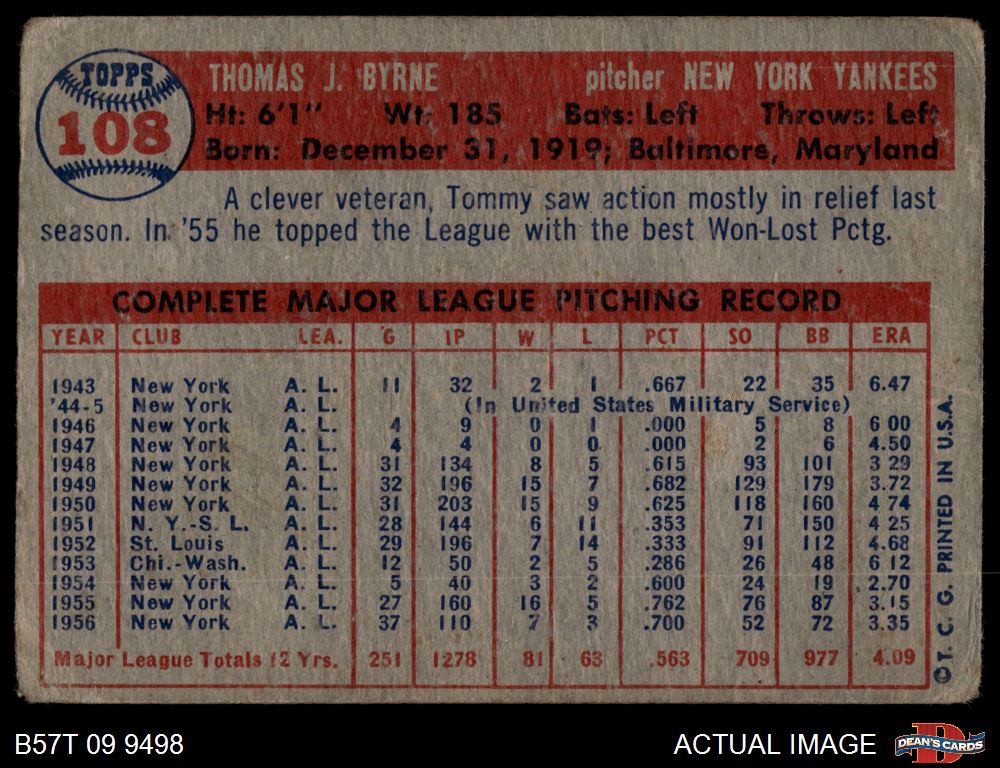 TOPPS
108
THOMAS J. BYRNE pitcher NEW YORK YANKEES
Ht: 6'1" Wt: 185 Bats: Left Throws: Left
Born: December 31, 1919; Baltimore, Maryland
A clever veteran, Tommy saw action mostly in relief last
season. In '55 he topped the League with the best Won-Lost Pctg.
COMPLETE MAJOR LEAGUE PITCHING RECORD
YEAR CLUB LEA. G IP W L PCT SO BB ERA
1943 New York A. L. 11 32 2 1 .667 22 35 6.47
'44-5 New York A. L. (In United States Military Service)
1946 New York A. L. 4 9 0 1 .000 5 8 6 00
1947 New York A. L. 4 4 0 0 .000 2 6 4.50
1948 New York A. L. 31 134 8 5 .615 93 101 3 29
1949 New York A. L. 32 196 15 7 .682 129 179 3.72
1950 New York A. L. 31 203 15 9 .625 118 160 4 74
1951 N. Y.-S. L. A. L. 28 144 6 11 .353 71 150 4 25
1952 St. Louis A. L. 29 196 7 14 .333 91 112 4.68
1953 Chi.-Wash. A. L. 12 50 2 5 .286 26 48 6 12
1954 New York A. L. 5 40 3 2 .600 24 19 2.70
1955 New York A. L. 27 160 16 5 .762 76 87 3.15
1956 New York A. L. 37 110 7 3 .700 52 72 3.35
Major League Totals 12 Yrs. 251 1278 81 63 .563 709 977 4.09
© T. C. G. PRINTED IN U.S.A.
B57T 09 9498 ACTUAL IMAGE
DEAN'S CARDS